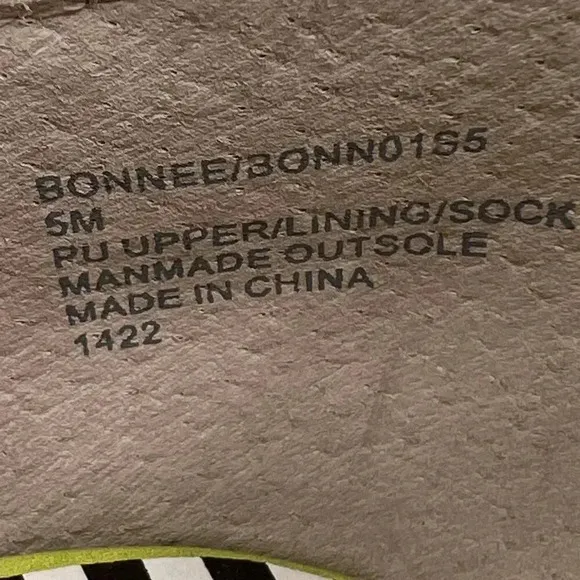 BONNEE/BONN01S5
5M
PU UPPER/LINING/SOCK
MANMADE OUTSOLE
MADE IN CHINA
1422